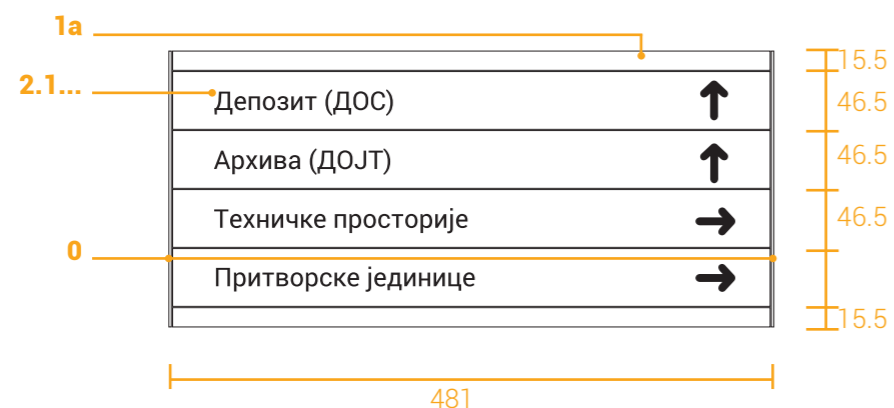 1a
15.5
2.1...
Депозит (ДОС)
46.5
Архива (ДОЈТ)
46.5
Техничке просторије
46.5
0
Притворске јединице
15.5
481